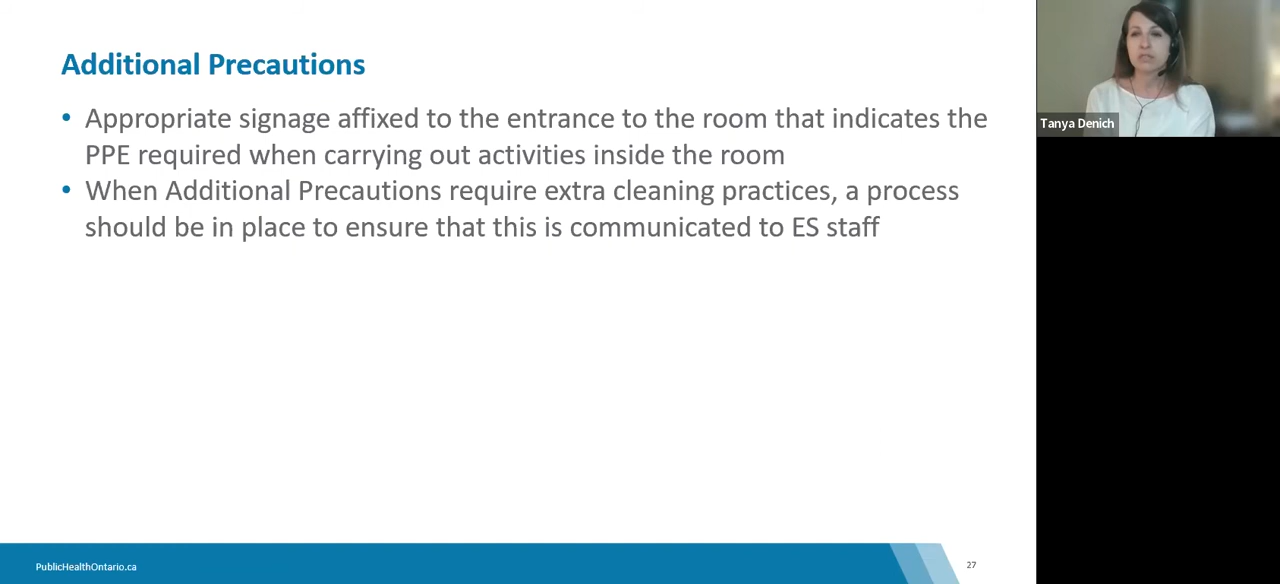 Additional Precautions
• Appropriate signage affixed to the entrance to the room that indicates the
PPE required when carrying out activities inside the room
• When Additional Precautions require extra cleaning practices, a process
should be in place to ensure that this is communicated to ES staff
Tanya Denich
PublicHealthOntario.ca
27